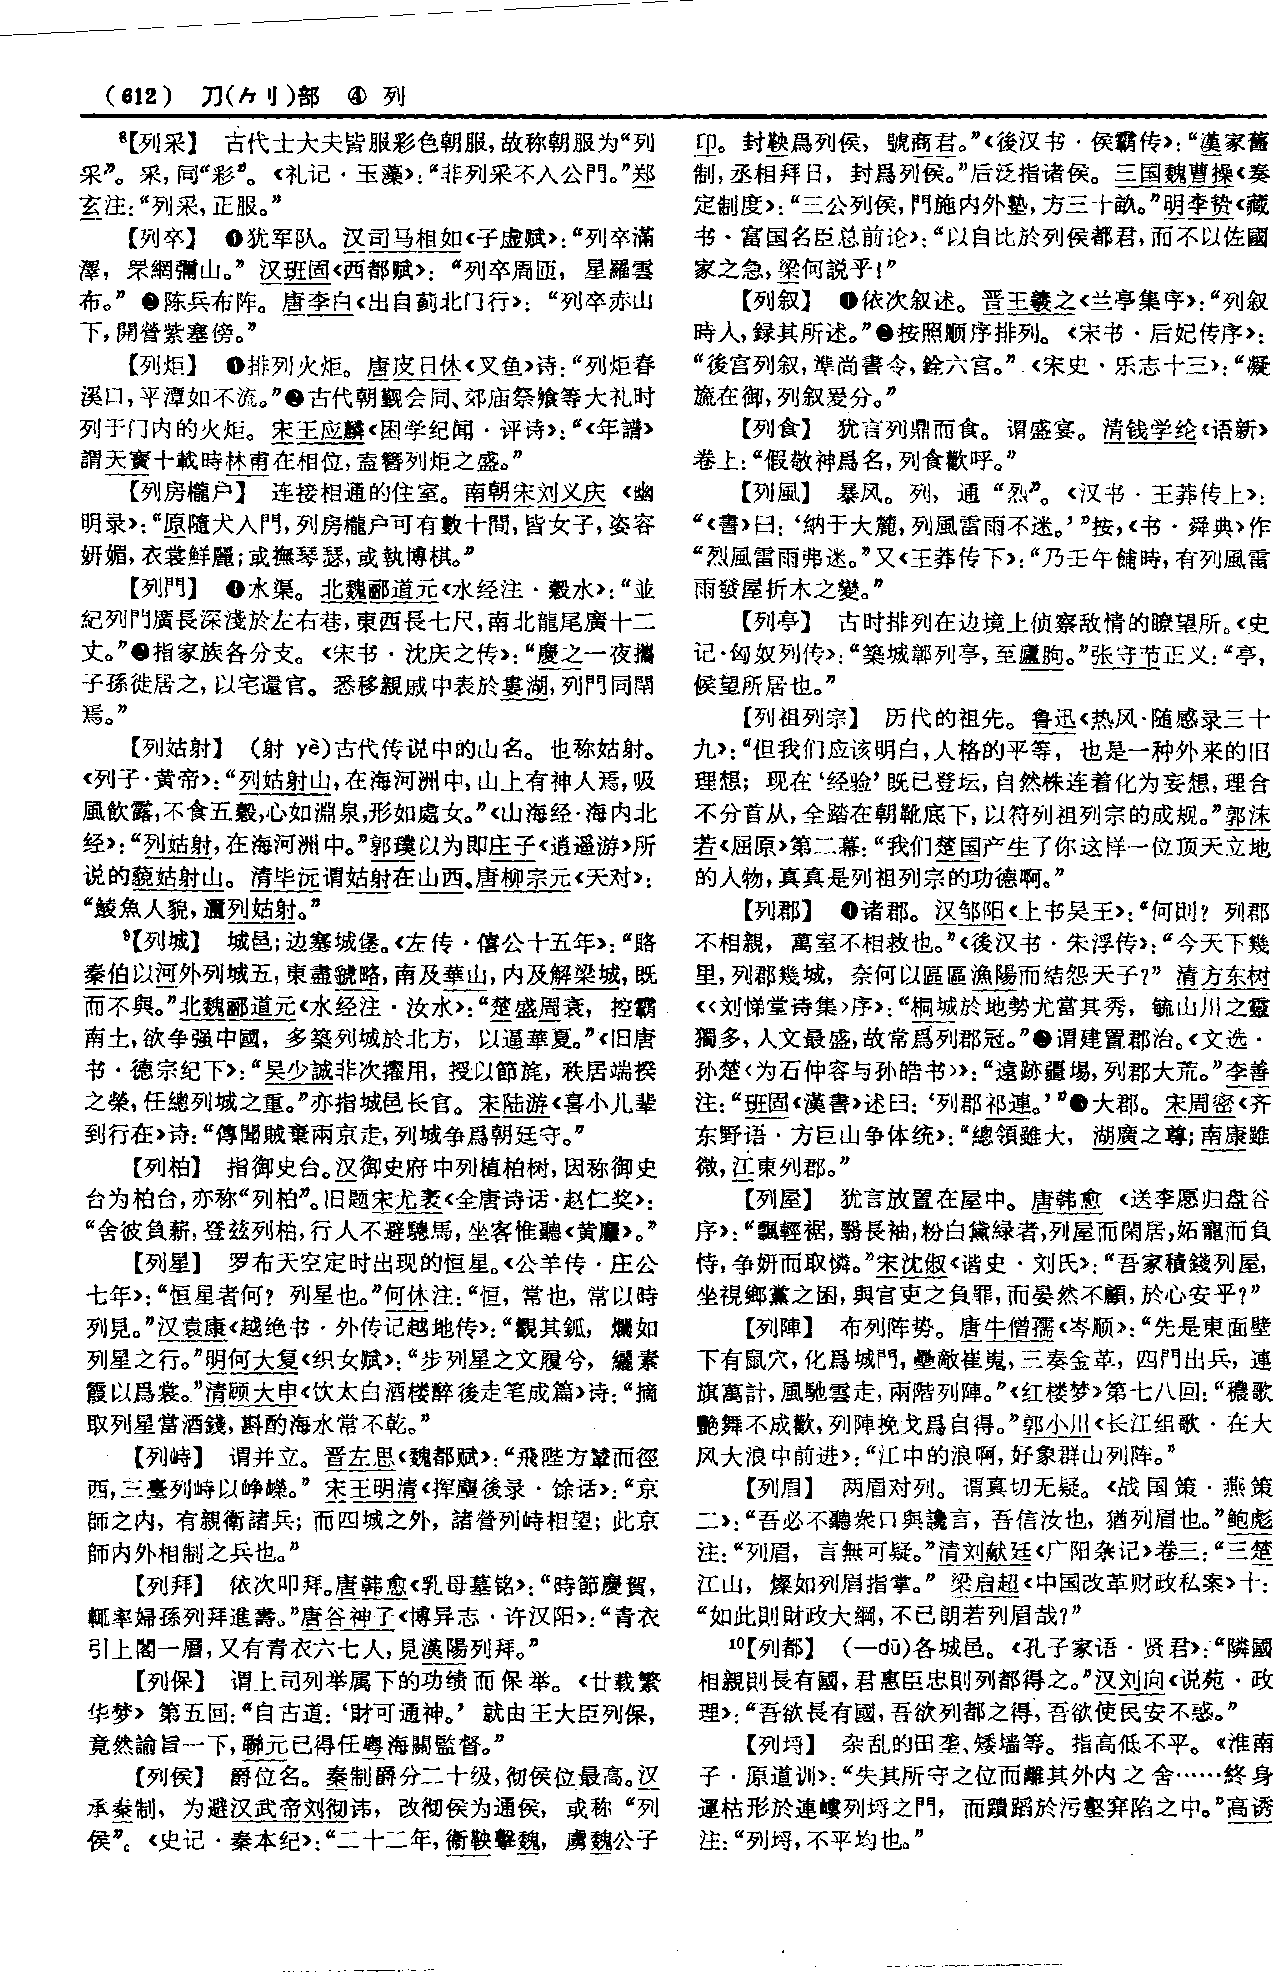 (612) 刀(⺈刂)部 ④ 列
⁸【列采】 古代士大夫皆服彩色朝服,故称朝服为“列
采”。采,同“彩”。《礼记·玉藻》:“非列采不入公門。”郑
玄注:“列采,正服。”
【列卒】 ❶犹军队。汉司马相如《子虚赋》:“列卒滿
澤,罘網彌山。”汉班固《西都赋》:“列卒周匝,星羅雲
布。”❷陈兵布阵。唐李白《出自蓟北门行》:“列卒赤山
下,開營紫塞傍。”
【列炬】 ❶排列火炬。唐皮日休《叉鱼》诗:“列炬春
溪口,平潭如不流。”❷古代朝觐会同、郊庙祭飨等大礼时
列于门内的火炬。宋王应麟《困学纪闻·评诗》:“《年譜》
謂天寶十載時林甫在相位,盍簪列炬之盛。”
【列房櫳户】 连接相通的住室。南朝宋刘义庆《幽
明录》:“原隨犬入門,列房櫳户可有數十間,皆女子,姿容
妍媚,衣裳鮮麗;或撫琴瑟,或執博棋。”
【列門】 ❶水渠。北魏郦道元《水经注·穀水》:“並
紀列門廣長深淺於左右巷,東西長七尺,南北龍尾廣十二
丈。”❷指家族各分支。《宋书·沈庆之传》:“慶之一夜攜
子孫徙居之,以宅還官。悉移親戚中表於婁湖,列門同閈
焉。”
【列姑射】 (射 yè)古代传说中的山名。也称姑射。
《列子·黄帝》:“列姑射山,在海河洲中,山上有神人焉,吸
風飲露,不食五穀,心如淵泉,形如處女。”《山海经·海内北
经》:“列姑射,在海河洲中。”郭璞以为即庄子《逍遥游》所
说的藐姑射山。清毕沅谓姑射在山西。唐柳宗元《天对》:
“鯪魚人貌,邇列姑射。”
⁹【列城】 城邑;边塞城堡。《左传·僖公十五年》:“賂
秦伯以河外列城五,東盡虢略,南及華山,内及解梁城,既
而不與。”北魏郦道元《水经注·汝水》:“楚盛周衰,控霸
南土,欲争强中國,多築列城於北方,以逼華夏。”《旧唐
书·德宗纪下》:“吴少誠非次擢用,授以節旄,秩居端揆
之榮,任總列城之重。”亦指城邑长官。宋陆游《喜小儿辈
到行在》诗:“傳聞賊棄兩京走,列城争爲朝廷守。”
【列柏】 指御史台。汉御史府中列植柏树,因称御史
台为柏台,亦称“列柏”。旧题宋尤袤《全唐诗话·赵仁奖》:
“舍彼負薪,登兹列柏,行人不避驄馬,坐客惟聽《黄麞》。”
【列星】 罗布天空定时出现的恒星。《公羊传·庄公
七年》:“恒星者何?列星也。”何休注:“恒,常也,常以時
列見。”汉袁康《越绝书·外传记越地传》:“觀其釽,爛如
列星之行。”明何大复《织女赋》:“步列星之文履兮,纚素
霞以爲裳。”清顾大申《饮太白酒楼醉後走笔成篇》诗:“摘
取列星當酒錢,斟酌海水常不乾。”
【列峙】 谓并立。晋左思《魏都赋》:“飛陛方輦而徑
西,三臺列峙以峥嶸。”宋王明清《挥麈後录·馀话》:“京
師之内,有親衛諸兵;而四城之外,諸營列峙相望;此京
師内外相制之兵也。”
【列拜】 依次叩拜。唐韩愈《乳母墓铭》:“時節慶賀,
輒率婦孫列拜進壽。”唐谷神子《博异志·许汉阳》:“青衣
引上閣一層,又有青衣六七人,見漢陽列拜。”
【列保】 谓上司列举属下的功绩而保举。《廿载繁
华梦》第五回:“自古道:‘財可通神。’就由王大臣列保,
竟然諭旨一下,聯元已得任粤海關監督。”
【列侯】 爵位名。秦制爵分二十级,彻侯位最高。汉
承秦制,为避汉武帝刘彻讳,改彻侯为通侯,或称“列
侯”。《史记·秦本纪》:“二十二年,衛鞅擊魏,虜魏公子
卬。封鞅爲列侯,號商君。”《後汉书·侯霸传》:“漢家舊
制,丞相拜日,封爲列侯。”后泛指诸侯。三国魏曹操《奏
定制度》:“三公列侯,門施内外塾,方三十畝。”明李贽《藏
书·富国名臣总前论》:“以自比於列侯都君,而不以佐國
家之急,梁何説乎!”
【列叙】 ❶依次叙述。晋王羲之《兰亭集序》:“列叙
時人,録其所述。”❷按照顺序排列。《宋书·后妃传序》:
“後宫列叙,準尚書令,銓六宫。”《宋史·乐志十三》:“凝
旒在御,列叙爰分。”
【列食】 犹言列鼎而食。谓盛宴。清钱学纶《语新》
卷上:“假敬神爲名,列食歡呼。”
【列風】 暴风。列,通“烈”。《汉书·王莽传上》:
“《書》曰:‘納于大麓,列風雷雨不迷。’”按,《书·舜典》作
“烈風雷雨弗迷。”又《王莽传下》:“乃壬午餔時,有列風雷
雨發屋折木之變。”
【列亭】 古时排列在边境上侦察敌情的瞭望所。《史
记·匈奴列传》:“築城鄣列亭,至廬朐。”张守节正义:“亭,
候望所居也。”
【列祖列宗】 历代的祖先。鲁迅《热风·随感录三十
九》:“但我们应该明白,人格的平等,也是一种外来的旧
理想;现在‘经验’既已登坛,自然株连着化为妄想,理合
不分首从,全踏在朝靴底下,以符列祖列宗的成规。”郭沫
若《屈原》第二幕:“我们楚国产生了你这样一位顶天立地
的人物,真真是列祖列宗的功德啊。”
【列郡】 ❶诸郡。汉邹阳《上书吴王》:“何則?列郡
不相親,萬室不相救也。”《後汉书·朱浮传》:“今天下幾
里,列郡幾城,奈何以區區漁陽而結怨天子?”清方东树
《〈刘悌堂诗集〉序》:“桐城於地勢尤當其秀,毓山川之靈
獨多,人文最盛,故常爲列郡冠。”❷谓建置郡治。《文选·
孙楚〈为石仲容与孙皓书〉》:“遠跡疆埸,列郡大荒。”李善
注:“班固《漢書》述曰:‘列郡祁連。’”❸大郡。宋周密《齐
东野语·方巨山争体统》:“總領雖大,湖廣之尊;南康雖
微,江東列郡。”
【列屋】 犹言放置在屋中。唐韩愈《送李愿归盘谷
序》:“飄輕裾,翳長袖,粉白黛緑者,列屋而閑居,妬寵而負
恃,争妍而取憐。”宋沈俶《谐史·刘氏》:“吾家積錢列屋,
坐視鄉黨之困,與官吏之負罪,而晏然不顧,於心安乎?”
【列陣】 布列阵势。唐牛僧孺《岑顺》:“先是東面壁
下有鼠穴,化爲城門,壘敵崔嵬,三奏金革,四門出兵,連
旗萬計,風馳雲走,兩階列陣。”《红楼梦》第七八回:“穠歌
艷舞不成歡,列陣挽戈爲自得。”郭小川《长江组歌·在大
风大浪中前进》:“江中的浪啊,好象群山列阵。”
【列眉】 两眉对列。谓真切无疑。《战国策·燕策
二》:“吾必不聽衆口與讒言,吾信汝也,猶列眉也。”鲍彪
注:“列眉,言無可疑。”清刘献廷《广阳杂记》卷三:“三楚
江山,燦如列眉指掌。”梁启超《中国改革财政私案》十:
“如此則財政大綱,不已朗若列眉哉?”
¹⁰【列都】 (—dū)各城邑。《孔子家语·贤君》:“隣國
相親則長有國,君惠臣忠則列都得之。”汉刘向《说苑·政
理》:“吾欲長有國,吾欲列都之得,吾欲使民安不惑。”
【列埒】 杂乱的田垄、矮墙等。指高低不平。《淮南
子·原道训》:“失其所守之位而離其外内之舍……終身
運枯形於連嶁列埒之門,而蹪蹈於污壑穽陷之中。”高诱
注:“列埒,不平均也。”